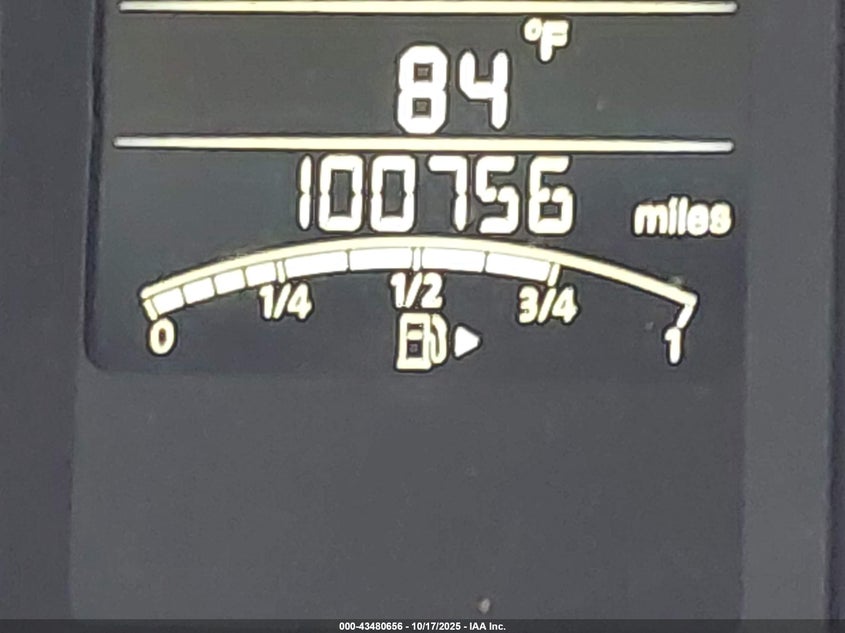 84 °F
100756 miles
0 1/4 1/2 3/4 1
000-43480656 - 10/17/2025 - IAA Inc.